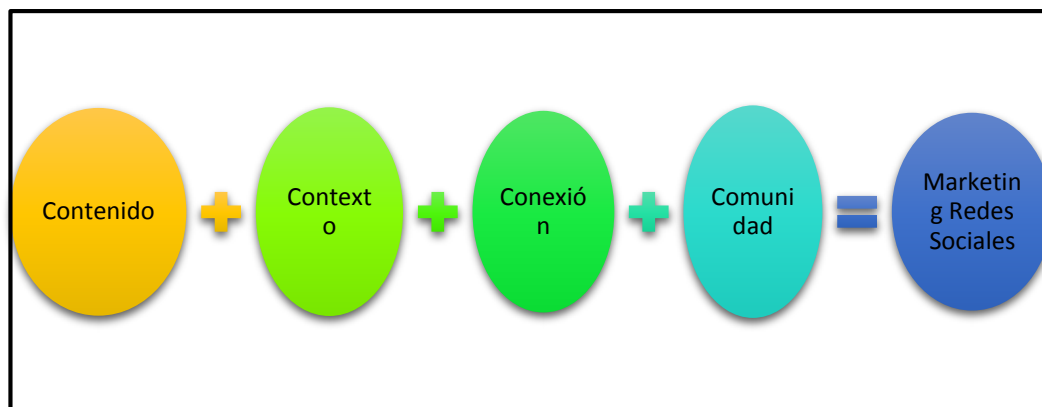 Contenido
Context
o
Conexió
n
Comuni
dad
Marketin
g Redes
Sociales